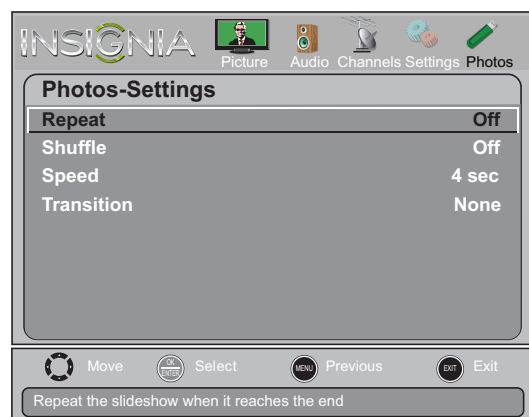 INSIGNIA
Picture Audio Channels Settings Photos
Photos-Settings
Repeat Off
Shuffle Off
Speed 4 sec
Transition None
Move OK ENTER Select MENU Previous EXIT Exit
Repeat the slideshow when it reaches the end